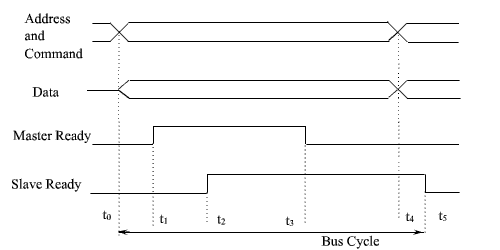 Address
and
Command
Data
Master Ready
Slave Ready
t0 t1 t2 t3 t4 t5
Bus Cycle